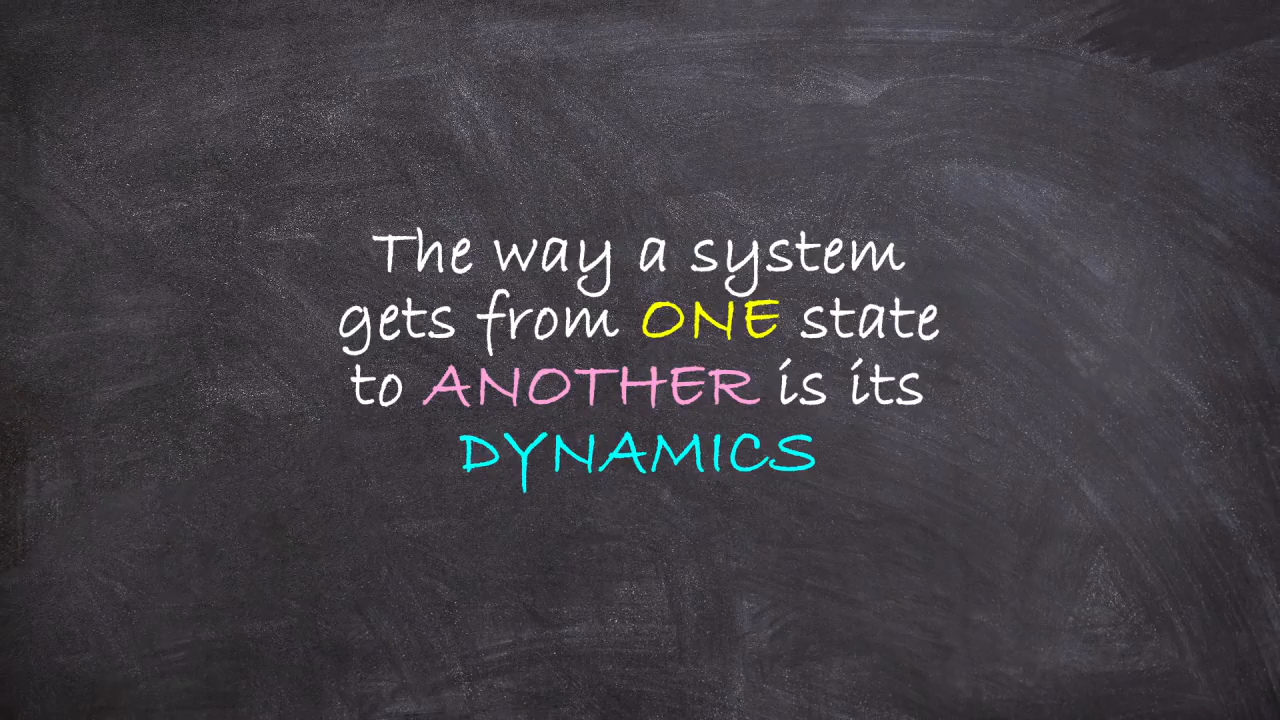 The way a system
gets from ONE state
to ANOTHER is its
DYNAMICS